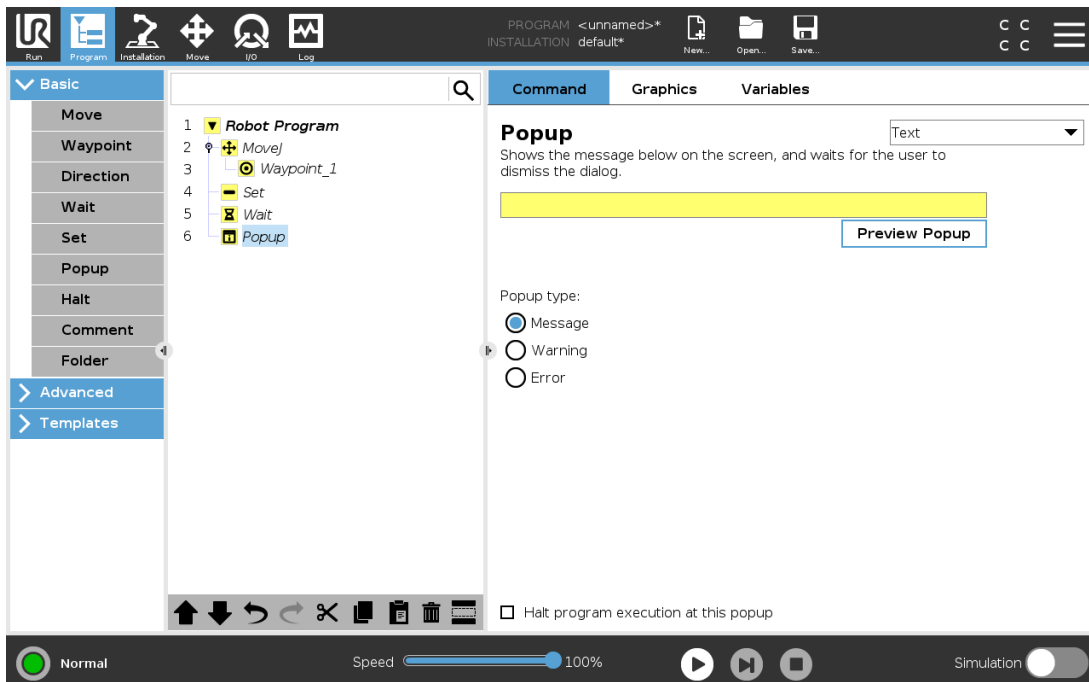 Run
Program
Installation
Move
I/O
Log
PROGRAM <unnamed>*
INSTALLATION default*
New...
Open...
Save...
C C
C C
Basic
Move
Waypoint
Direction
Wait
Set
Popup
Halt
Comment
Folder
Advanced
Templates
1 Robot Program
2 MoveJ
3 Waypoint_1
4 Set
5 Wait
6 Popup
Command
Graphics
Variables
Popup
Text
Shows the message below on the screen, and waits for the user to
dismiss the dialog.
Preview Popup
Popup type:
Message
Warning
Error
Halt program execution at this popup
Normal
Speed
100%
Simulation